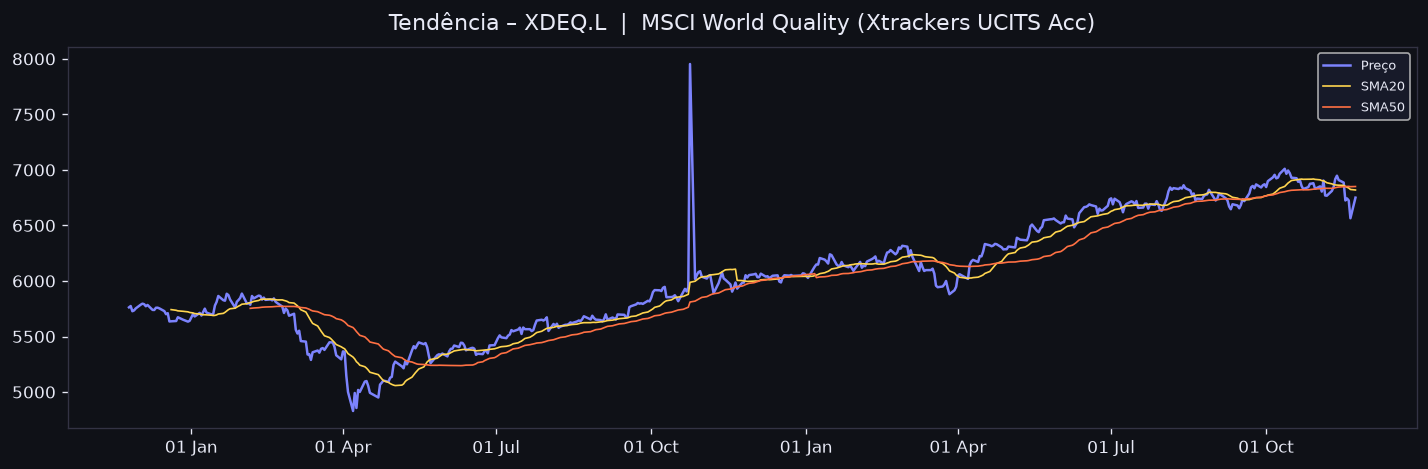 Tendência – XDEQ.L | MSCI World Quality (Xtrackers UCITS Acc)
8000
7500
7000
6500
6000
5500
5000
Preço
SMA20
SMA50
01 Jan
01 Apr
01 Jul
01 Oct
01 Jan
01 Apr
01 Jul
01 Oct